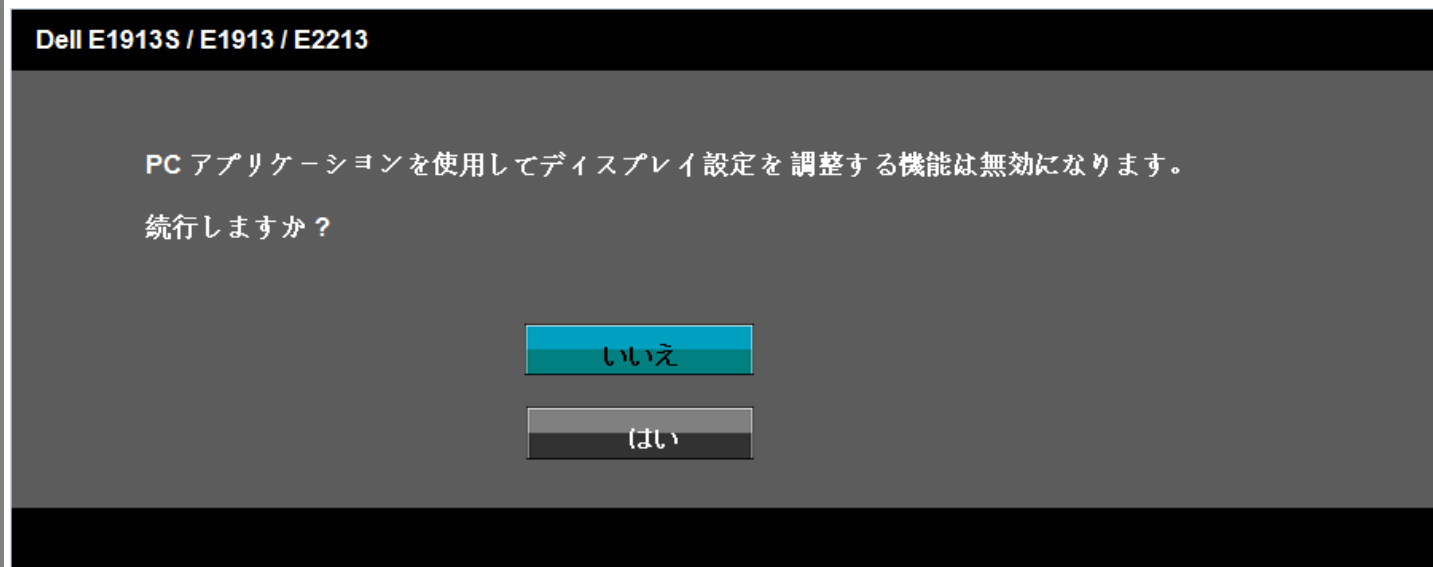 Dell E1913S / E1913 / E2213
PC アプリケーションを使用してディスプレイ設定を調整する機能は無効になります。
続行しますか？
いいえ
はい